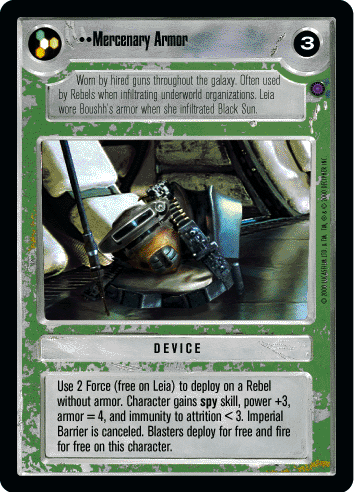 ••Mercenary Armor
3
Worn by hired guns throughout the galaxy. Often used
by Rebels when infiltrating underworld organizations. Leia
wore Boushh's armor when she infiltrated Black Sun.
DEVICE
Use 2 Force (free on Leia) to deploy on a Rebel
without armor. Character gains spy skill, power +3,
armor = 4, and immunity to attrition < 3. Imperial
Barrier is canceled. Blasters deploy for free and fire
for free on this character.